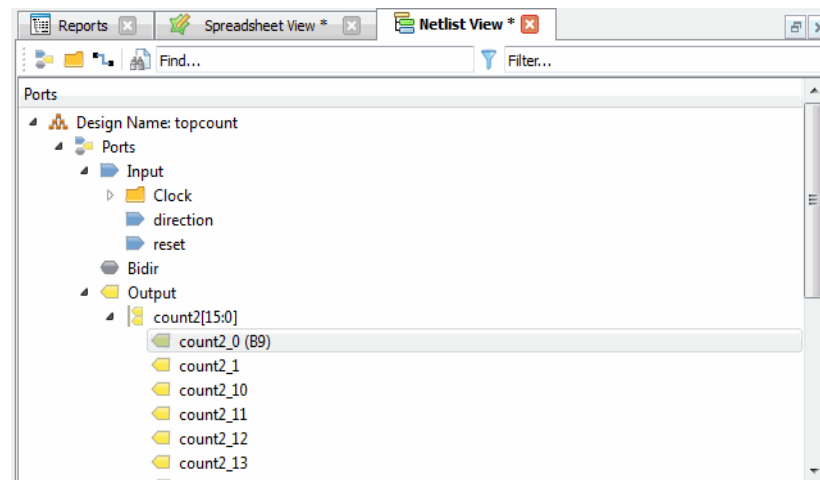 Reports Spreadsheet View * Netlist View *
Find... Filter...
Ports
Design Name: topcount
Ports
Input
Clock
direction
reset
Bidir
Output
count2[15:0]
count2_0 (B9)
count2_1
count2_10
count2_11
count2_12
count2_13